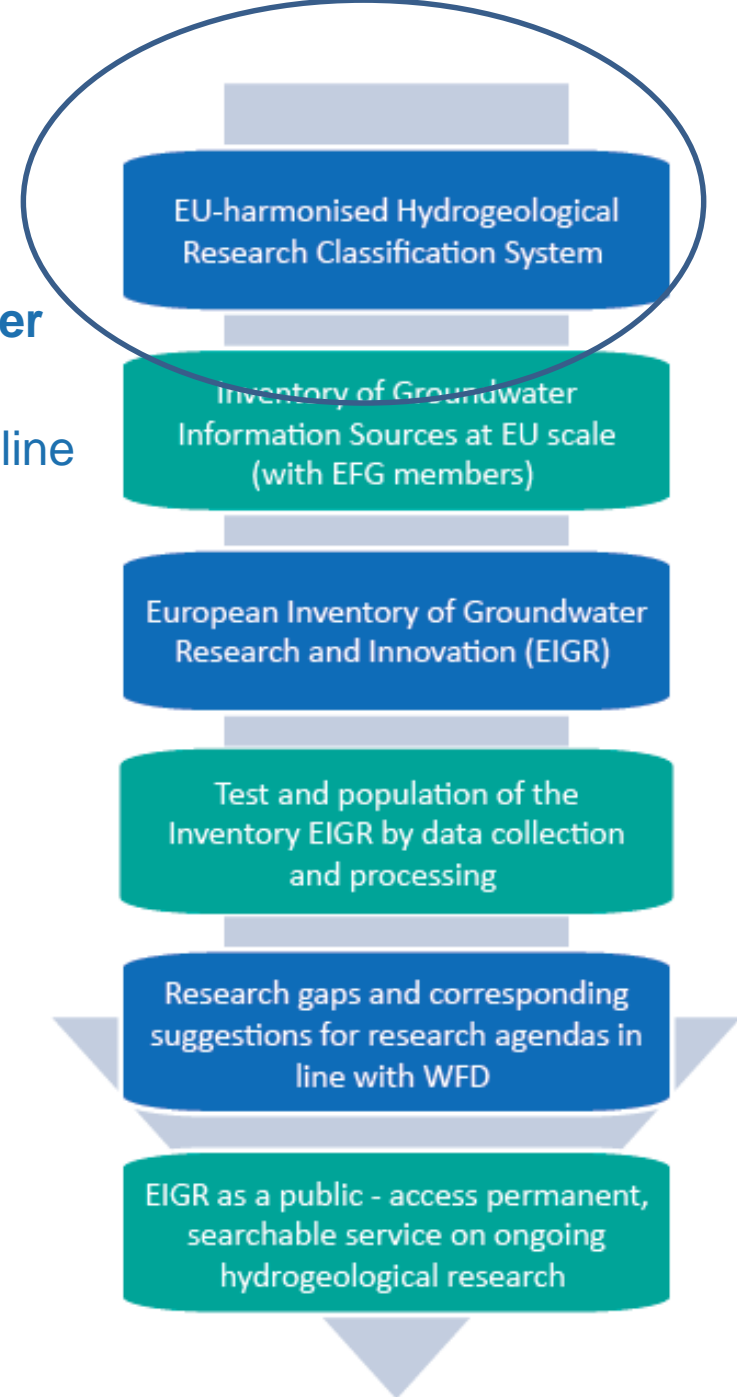 EU-harmonised Hydrogeological
Research Classification System
er
Inventory of Groundwater
line
Information Sources at EU scale
(with EFG members)
European Inventory of Groundwater
Research and Innovation (EIGR)
Test and population of the
Inventory EIGR by data collection
and processing
Research gaps and corresponding
suggestions for research agendas in
line with WFD
EIGR as a public - access permanent,
searchable service on ongoing
hydrogeological research